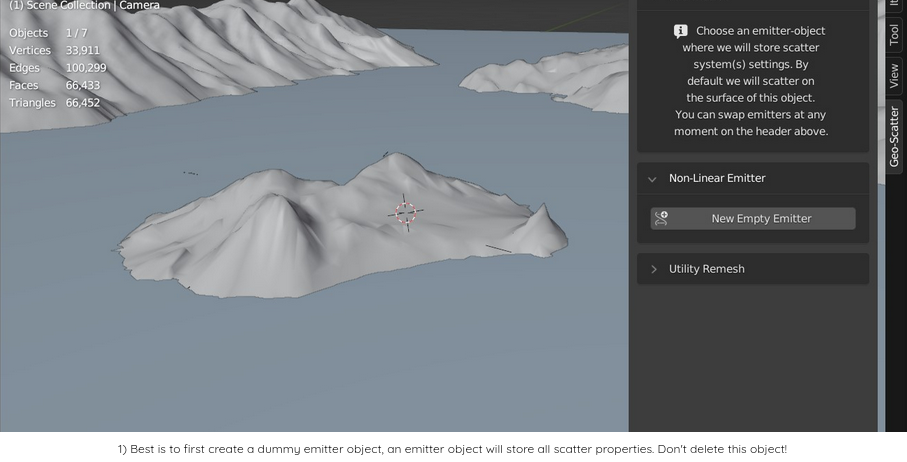 (1) Scene Collection | Camera
Objects 1 / 7
Vertices 33,911
Edges 100,299
Faces 66,433
Triangles 66,452
Choose an emitter-object
where we will store scatter
system(s) settings. By
default we will scatter on
the surface of this object.
You can swap emitters at any
moment on the header above.
Non-Linear Emitter
New Empty Emitter
Utility Remesh
Tool
View
Geo-Scatter
1) Best is to first create a dummy emitter object, an emitter object will store all scatter properties. Don't delete this object!